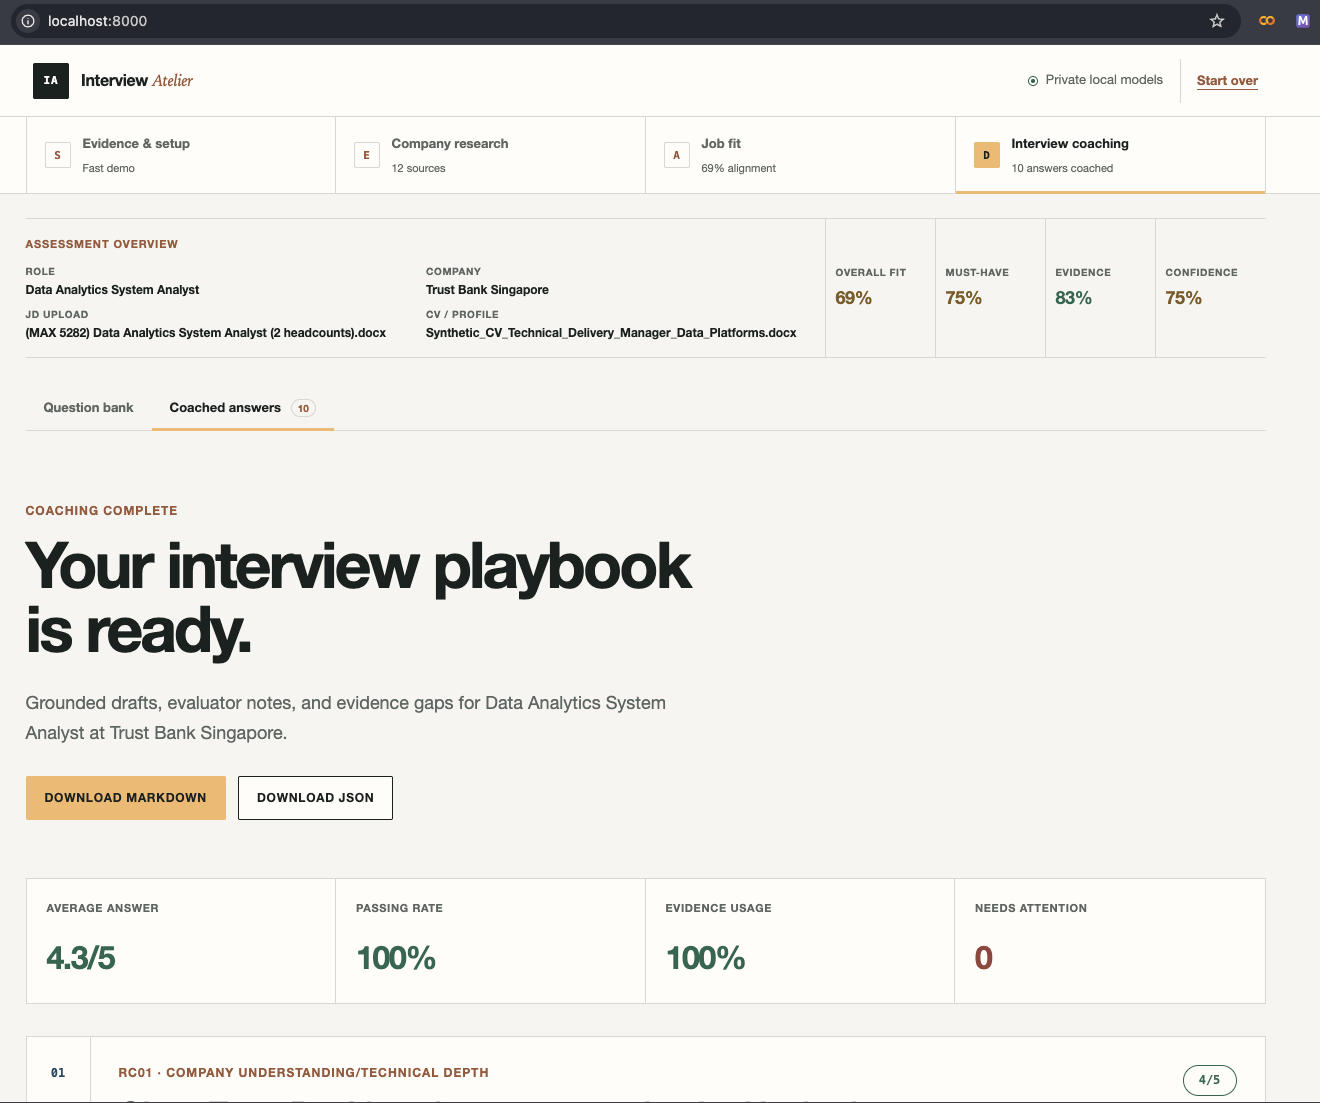 localhost:8000
M
IA
Interview Atelier
Private local models
Start over
S
Evidence & setup
Fast demo
E
Company research
12 sources
A
Job fit
69% alignment
D
Interview coaching
10 answers coached
ASSESSMENT OVERVIEW
ROLE
Data Analytics System Analyst
COMPANY
Trust Bank Singapore
JD UPLOAD
(MAX 5282) Data Analytics System Analyst (2 headcounts).docx
CV / PROFILE
Synthetic_CV_Technical_Delivery_Manager_Data_Platforms.docx
OVERALL FIT
69%
MUST-HAVE
75%
EVIDENCE
83%
CONFIDENCE
75%
Question bank
Coached answers 10
COACHING COMPLETE
Your interview playbook
is ready.
Grounded drafts, evaluator notes, and evidence gaps for Data Analytics System
Analyst at Trust Bank Singapore.
DOWNLOAD MARKDOWN
DOWNLOAD JSON
AVERAGE ANSWER
4.3/5
PASSING RATE
100%
EVIDENCE USAGE
100%
NEEDS ATTENTION
0
01
RC01 · COMPANY UNDERSTANDING/TECHNICAL DEPTH
4/5